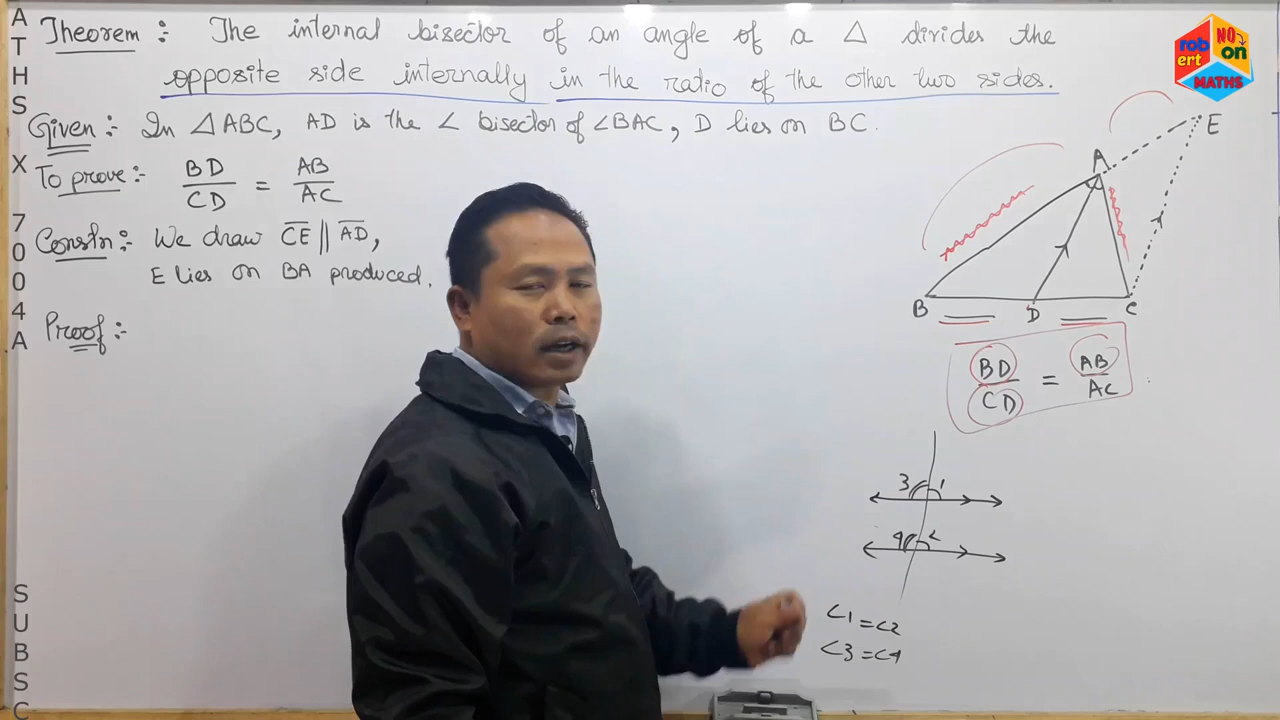 Theorem : The internal bisector of an angle of a △ divides the
opposite side internally in the ratio of the other two sides.
Given :- In △ABC, AD is the ∠ bisector of ∠BAC, D lies on BC.
To prove :- BD/CD = AB/AC
Constn :- We draw CE || AD,
E lies on BA produced.
Proof :-
A
T
H
S
X
7
0
0
4
A
S
U
B
S
C
rob
ert
NO
on
MATHS
E
A
B
D
C
BD/CD = AB/AC
3 1
4 2
∠1 = ∠2
∠3 = ∠4